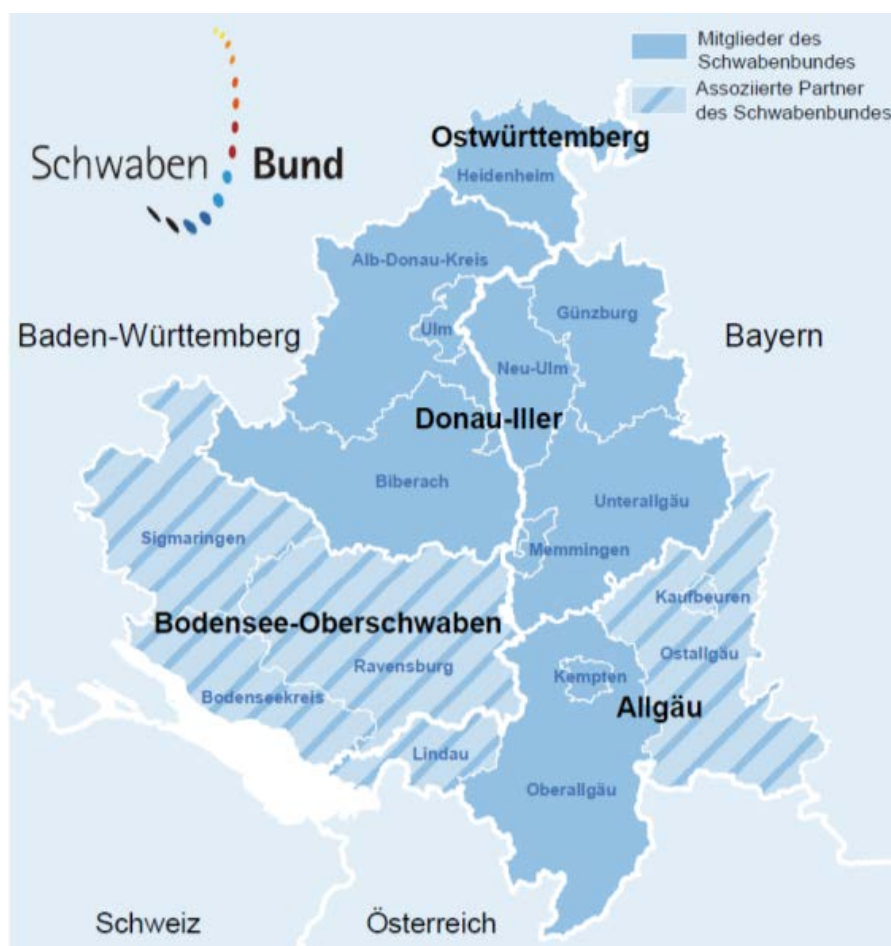 Mitglieder des
Schwabenbundes
Assoziierte Partner
des Schwabenbundes
Schwaben Bund
Ostwürttemberg
Heidenheim
Alb-Donau-Kreis
Günzburg
Ulm
Baden-Württemberg
Bayern
Neu-Ulm
Donau-Iller
Biberach
Unterallgäu
Sigmaringen
Memmingen
Kaufbeuren
Bodensee-Oberschwaben
Ostallgäu
Ravensburg
Kempten
Bodenseekreis
Allgäu
Lindau
Oberallgäu
Schweiz
Österreich